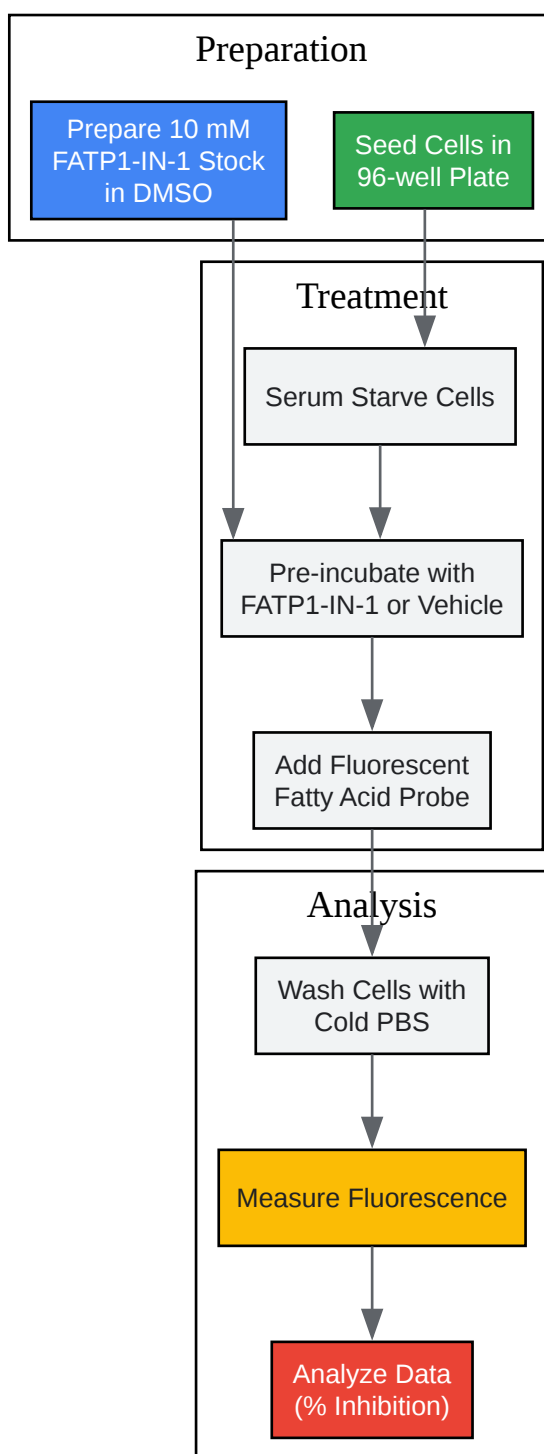 Preparation
Prepare 10 mM
FATP1-IN-1 Stock
in DMSO
Seed Cells in
96-well Plate
Treatment
Serum Starve Cells
Pre-incubate with
FATP1-IN-1 or Vehicle
Add Fluorescent
Fatty Acid Probe
Analysis
Wash Cells with
Cold PBS
Measure Fluorescence
Analyze Data
(% Inhibition)